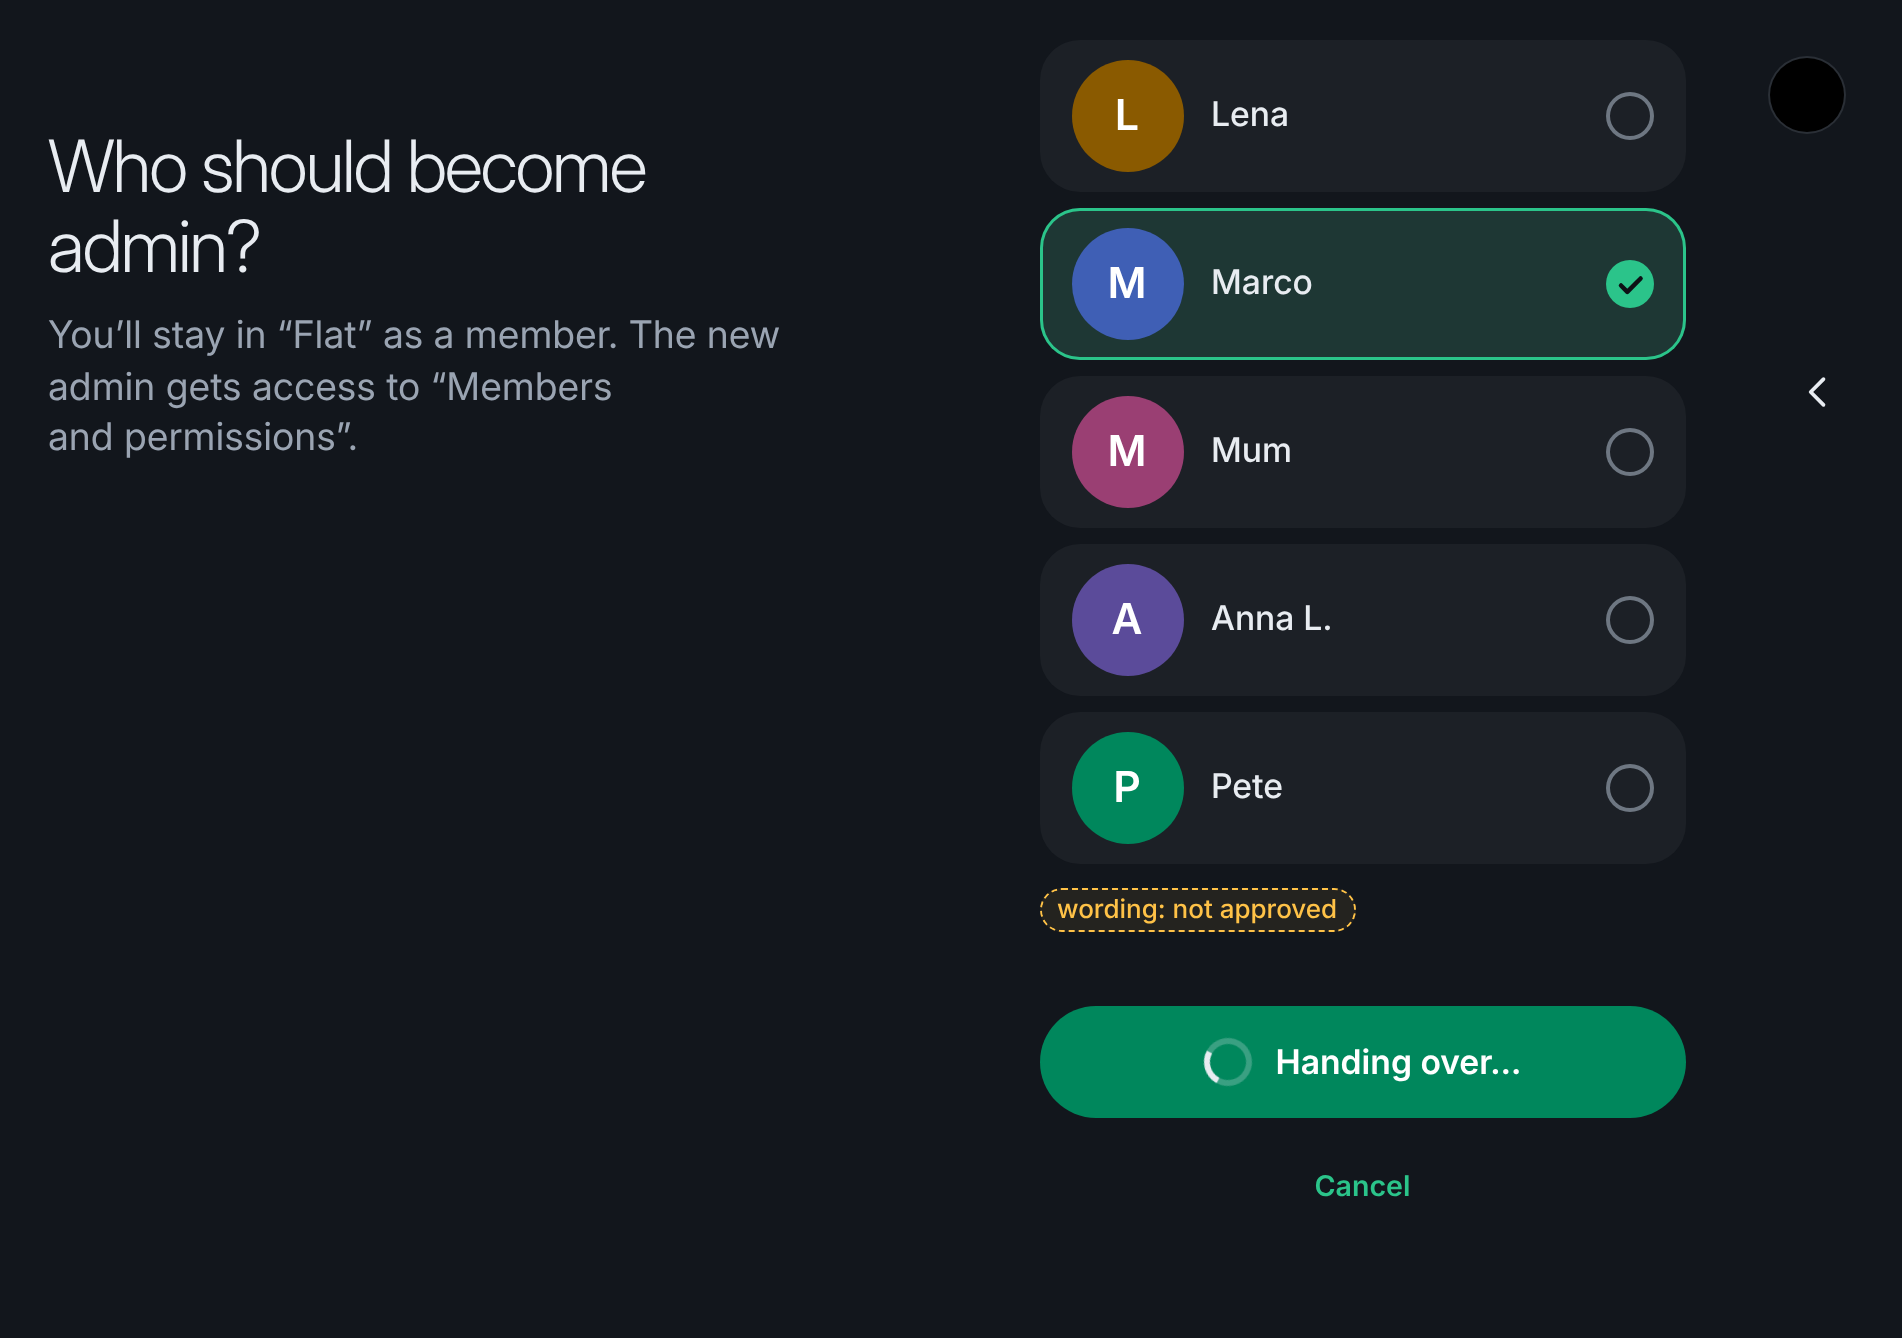 Who should become
admin?
You’ll stay in “Flat” as a member. The new
admin gets access to “Members
and permissions”.
L
Lena
M
Marco
M
Mum
A
Anna L.
P
Pete
wording: not approved
Handing over…
Cancel